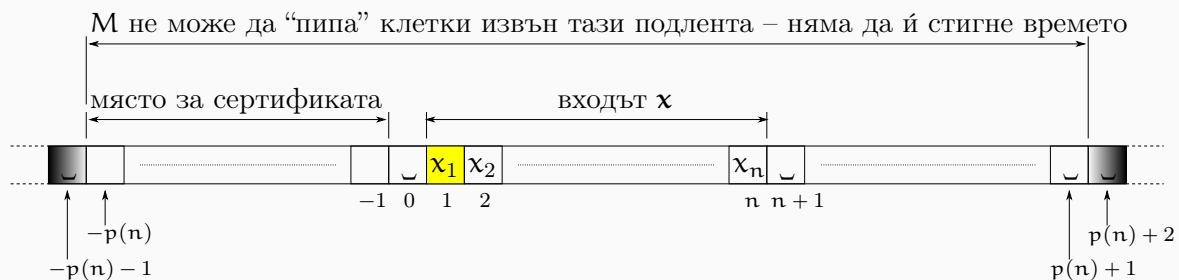 M не може да “пипа” клетки извън тази подлента – няма да ѝ стигне времето
място за сертификата входът x
␣ ␣ x₁ x₂ xₙ ␣ ␣ ␣
−1 0 1 2 n n + 1
−p(n) p(n) + 2
−p(n) − 1 p(n) + 1